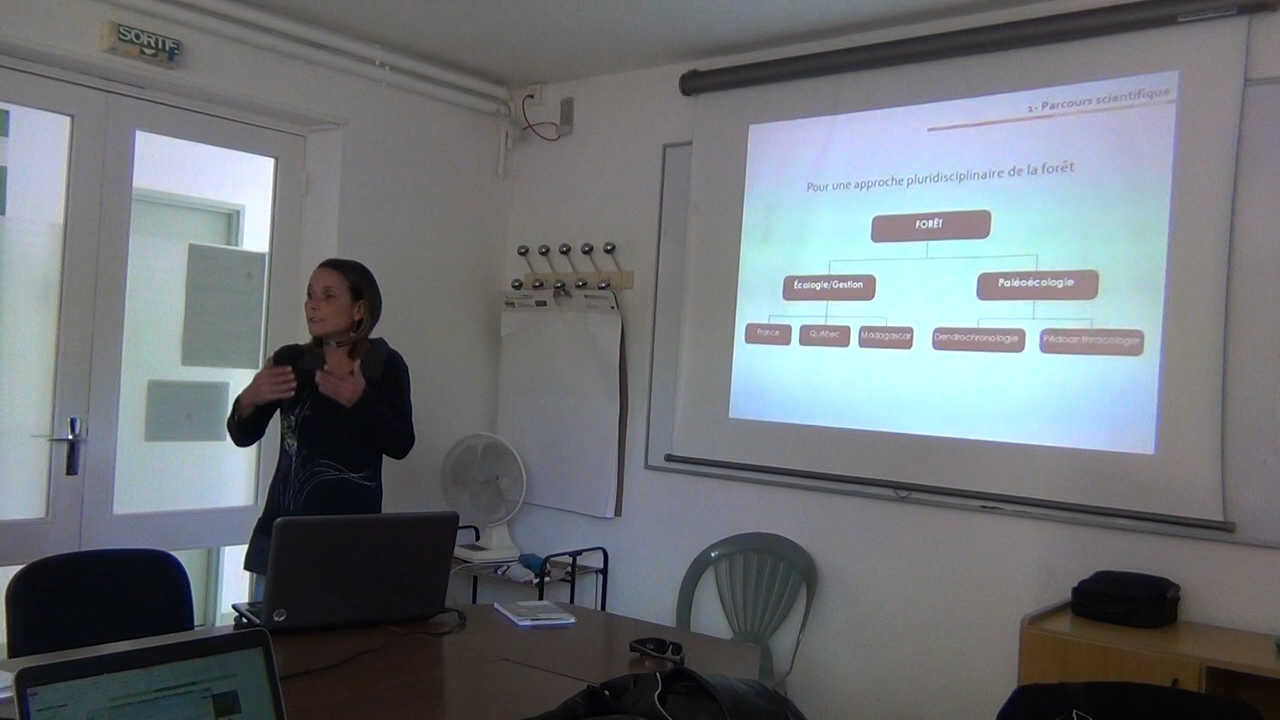 SORTIE
1- Parcours scientifique
Pour une approche pluridisciplinaire de la forêt
FORÊT
Écologie/Gestion
Paléoécologie
France
Québec
Madagascar
Dendrochronologie
Pédoanthracologie
hp